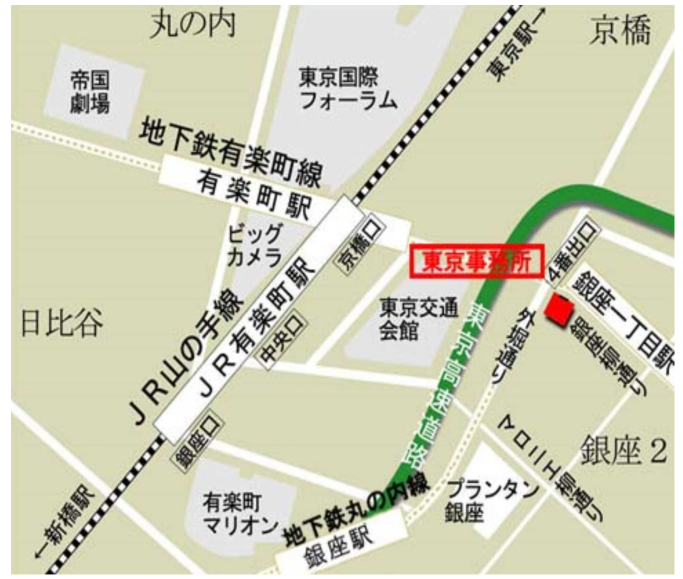 丸の内
東京駅→
京橋
帝国
劇場
東京国際
フォーラム
地下鉄有楽町線
有楽町駅
ビッグ
カメラ
京橋口
東京事務所
4番出口
銀座一丁目駅
銀座柳通り
日比谷
JR山の手線
JR有楽町駅
中央口
東京交通
会館
東京高速道路
外堀通り
マロニエ柳通り
銀座2
銀座口
有楽町
マリオン
地下鉄丸の内線
銀座駅
プランタン
銀座
←新橋駅